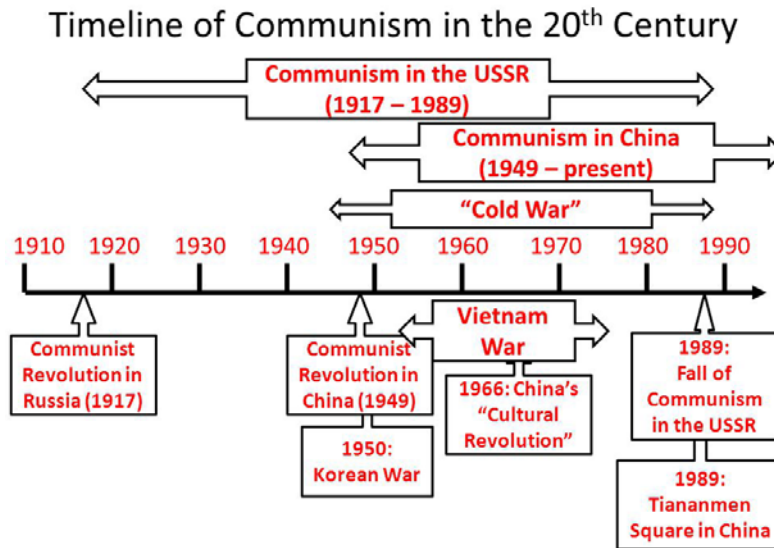 Timeline of Communism in the 20th Century
Communism in the USSR
(1917 – 1989)
Communism in China
(1949 – present)
“Cold War”
1910 1920 1930 1940 1950 1960 1970 1980 1990
Communist
Revolution in
Russia (1917)
Communist
Revolution in
China (1949)
1950:
Korean War
Vietnam
War
1966: China’s
“Cultural
Revolution”
1989:
Fall of
Communism
in the USSR
1989:
Tiananmen
Square in China